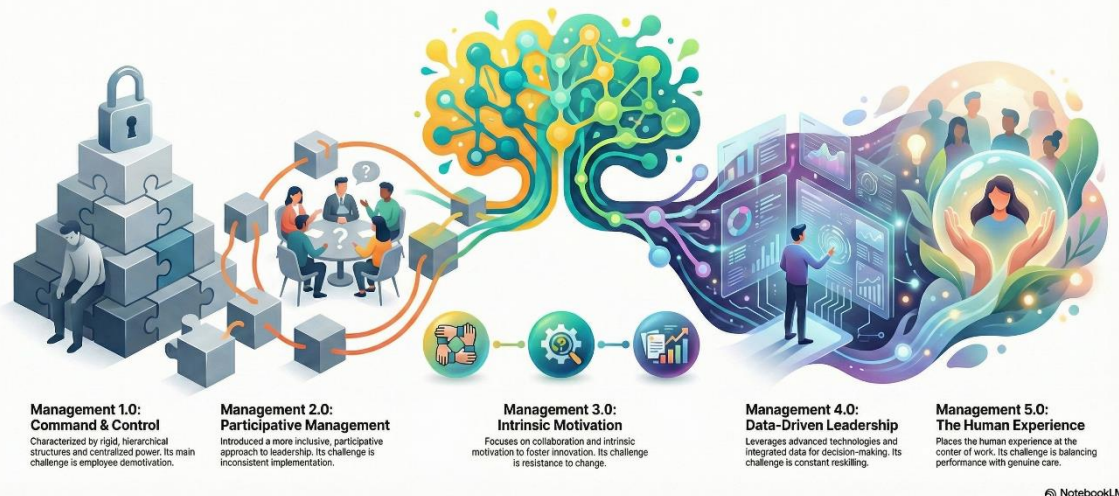 ?
?
Management 1.0:
Command & Control
Characterized by rigid, hierarchical
structures and centralized power. Its main
challenge is employee demotivation.
Management 2.0:
Participative Management
Introduced a more inclusive, participative
approach to leadership. Its challenge is
inconsistent implementation.
Management 3.0:
Intrinsic Motivation
Focuses on collaboration and intrinsic
motivation to foster innovation. Its challenge
is resistance to change.
Management 4.0:
Data-Driven Leadership
Leverages advanced technologies and
integrated data for decision-making. Its
challenge is constant reskilling.
Management 5.0:
The Human Experience
Places the human experience at the
center of work. Its challenge is balancing
performance with genuine care.
NotebookLM